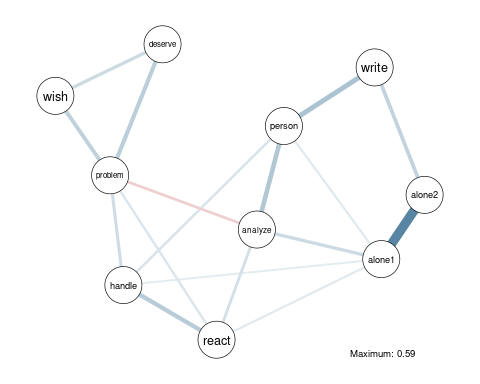 deserve
write
wish
person
problem
alone2
analyze
alone1
handle
react
Maximum: 0.59